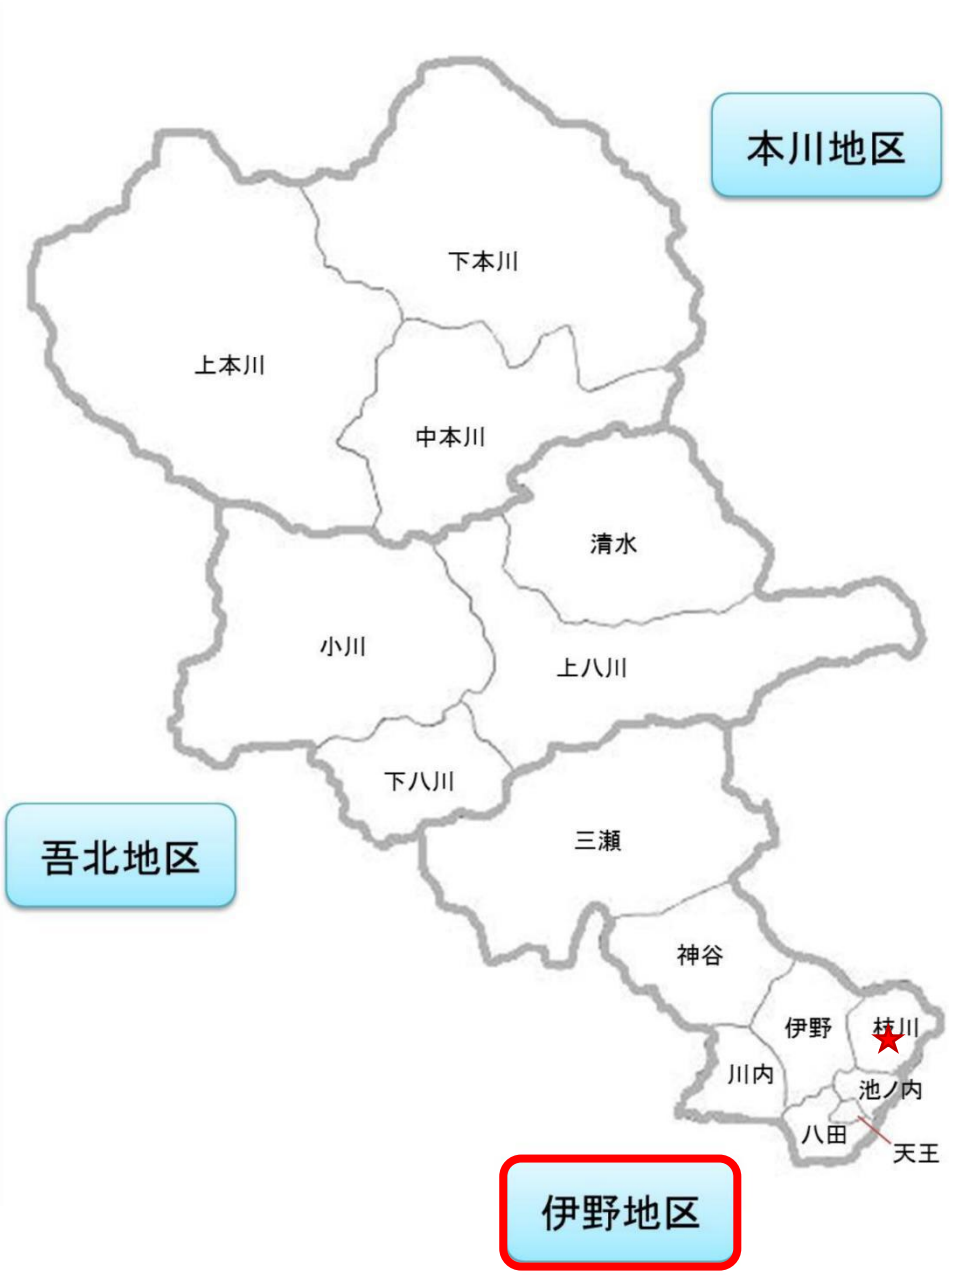 本川地区
下本川
上本川
中本川
清水
小川
上八川
下八川
三瀬
吾北地区
神谷
伊野
枝川
川内
池ノ内
八田
天王
伊野地区